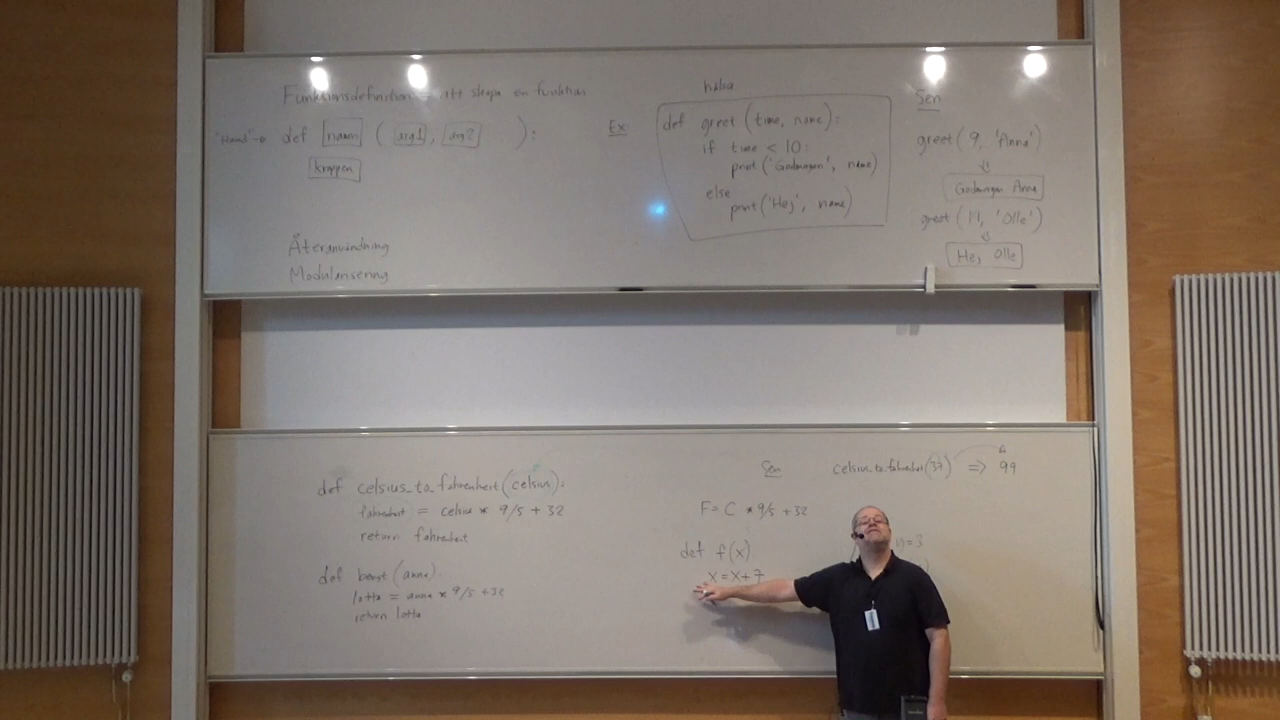 Funktionsdefinition = att skapa en funktion
"Huvud" → def [namn] ( [arg1], [arg2] ):
[kroppen]
Återanvändning
Modularisering
hälsa
Ex
def greet (time, name):
if time < 10:
print ('Godmorgon', name)
else
print ('Hej', name)
Sen
greet (9, 'Anna')
Godmorgon Anna
greet (14, 'Olle')
Hej Olle
def celsius_to_fahrenheit (celsius):
fahrenheit = celsius * 9/5 + 32
return fahrenheit
def berst (anna):
lotta = anna * 9/5 + 32
return lotta
Sen celsius_to_fahrenheit (37) => 99
F = C * 9/5 + 32
def f(x)
x = x + 7
= 3